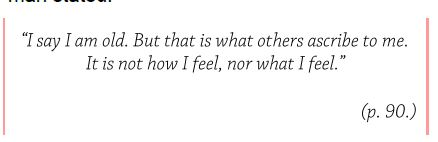 “I say I am old. But that is what others ascribe to me.
It is not how I feel, nor what I feel.”
(p. 90.)